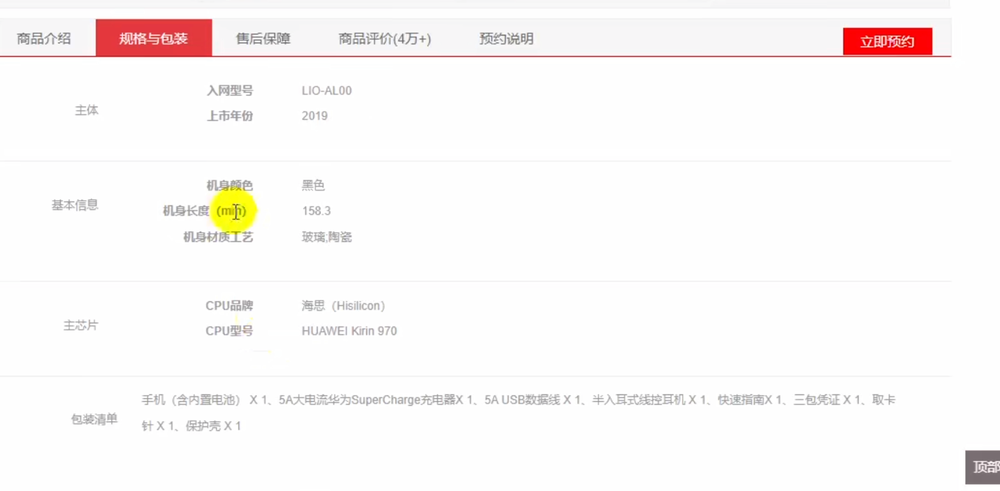 商品介绍 规格与包装 售后保障 商品评价(4万+) 预约说明 立即预约
主体
入网型号 LIO-AL00
上市年份 2019
基本信息
机身颜色 黑色
机身长度 (mm) 158.3
机身材质工艺 玻璃;陶瓷
主芯片
CPU品牌 海思（Hisilicon）
CPU型号 HUAWEI Kirin 970
包装清单
手机（含内置电池） X 1、5A大电流华为SuperCharge充电器X 1、5A USB数据线 X 1、半入耳式线控耳机 X 1、快速指南X 1、三包凭证 X 1、取卡
针 X 1、保护壳 X 1
顶部